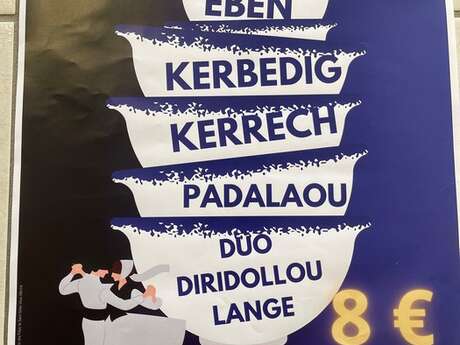 EBEN
KERBEDIG
KERRECH
PADALAOU
DUO
DIRIDOLLOU
LANGE
8 €